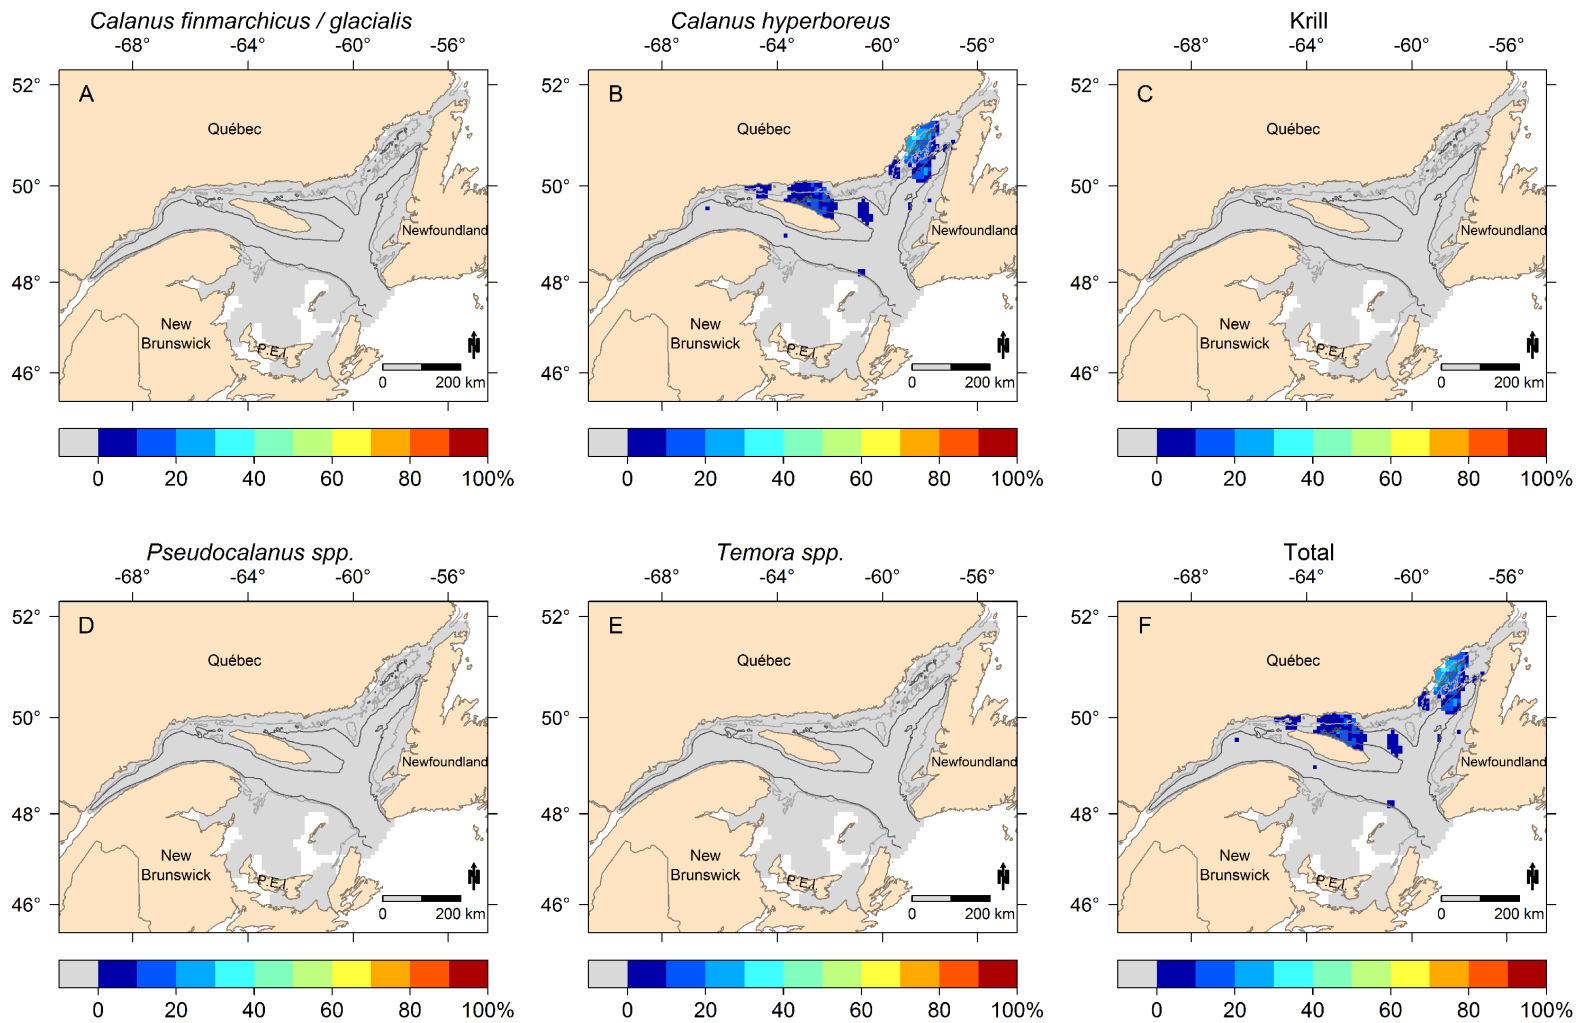 Calanus finmarchicus / glacialis
Calanus hyperboreus
Krill
-68° -64° -60° -56°
-68° -64° -60° -56°
-68° -64° -60° -56°
52°
50°
48°
46°
A
Québec
Newfoundland
New
Brunswick
P.E.I.
N
0 200 km
52°
50°
48°
46°
B
Québec
Newfoundland
New
Brunswick
P.E.I.
N
0 200 km
52°
50°
48°
46°
C
Québec
Newfoundland
New
Brunswick
P.E.I.
N
0 200 km
0 20 40 60 80 100%
0 20 40 60 80 100%
0 20 40 60 80 100%
Pseudocalanus spp.
Temora spp.
Total
-68° -64° -60° -56°
-68° -64° -60° -56°
-68° -64° -60° -56°
52°
50°
48°
46°
D
Québec
Newfoundland
New
Brunswick
P.E.I.
N
0 200 km
52°
50°
48°
46°
E
Québec
Newfoundland
New
Brunswick
P.E.I.
N
0 200 km
52°
50°
48°
46°
F
Québec
Newfoundland
New
Brunswick
P.E.I.
N
0 200 km
0 20 40 60 80 100%
0 20 40 60 80 100%
0 20 40 60 80 100%